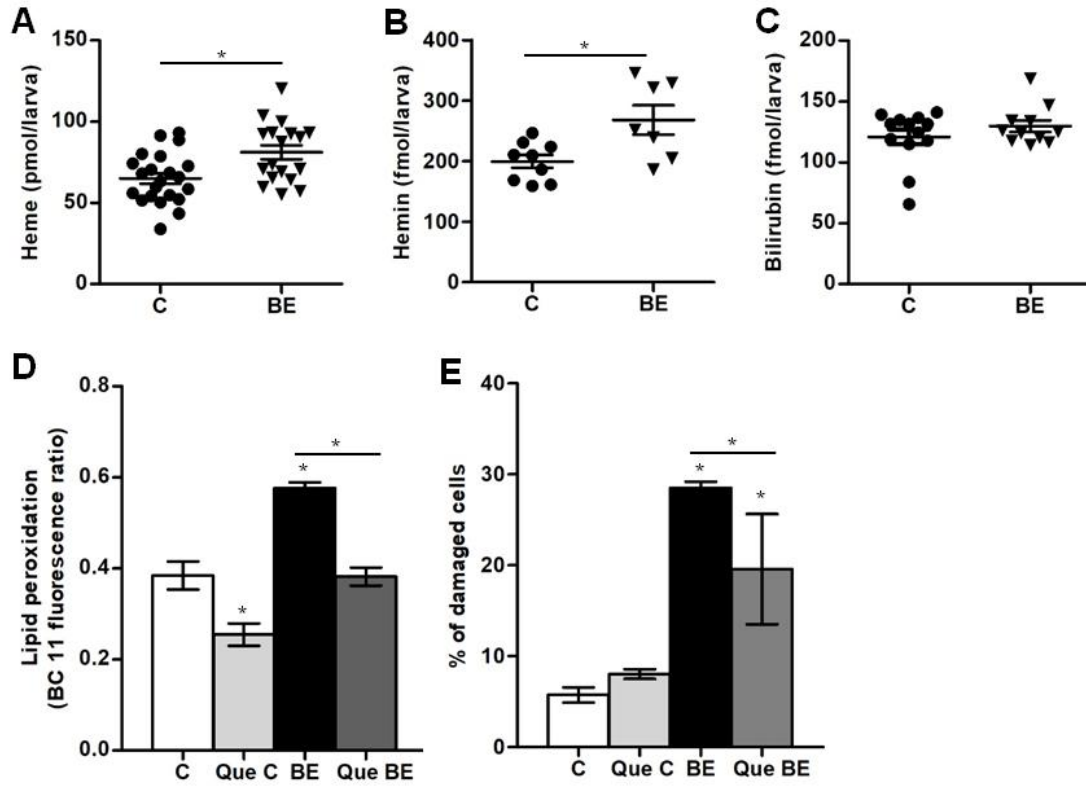 A
Heme (pmol/larva)
150
100
50
0
*
C BE
B
Hemin (fmol/larva)
400
300
200
100
0
*
C BE
C
Bilirubin (fmol/larva)
200
150
100
50
0
C BE
D
Lipid peroxidation
(BC 11 fluorescence ratio)
0.8
0.6
0.4
0.2
0.0
*
*
*
C Que C BE Que BE
E
% of damaged cells
40
30
20
10
0
*
*
*
C Que C BE Que BE